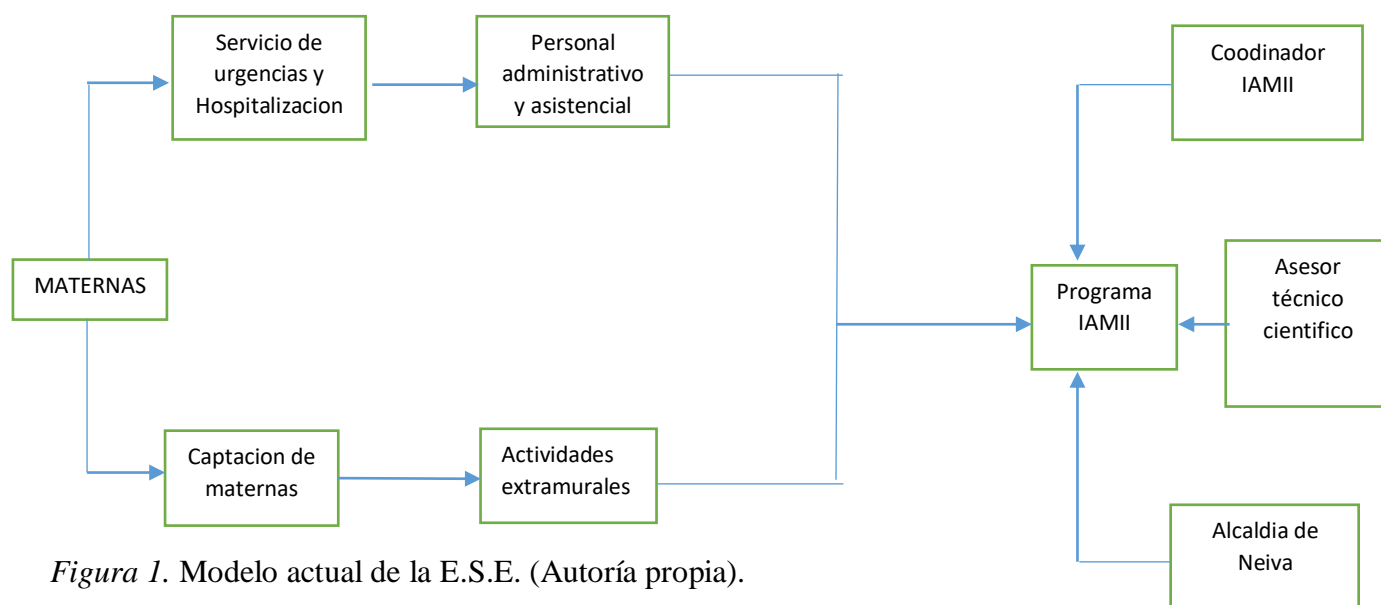 Servicio de
urgencias y
Hospitalizacion
Personal
administrativo
y asistencial
Coodinador
IAMII
MATERNAS
Programa
IAMII
Asesor
técnico
cientifico
Captacion de
maternas
Actividades
extramurales
Alcaldia de
Neiva
Figura 1. Modelo actual de la E.S.E. (Autoría propia).